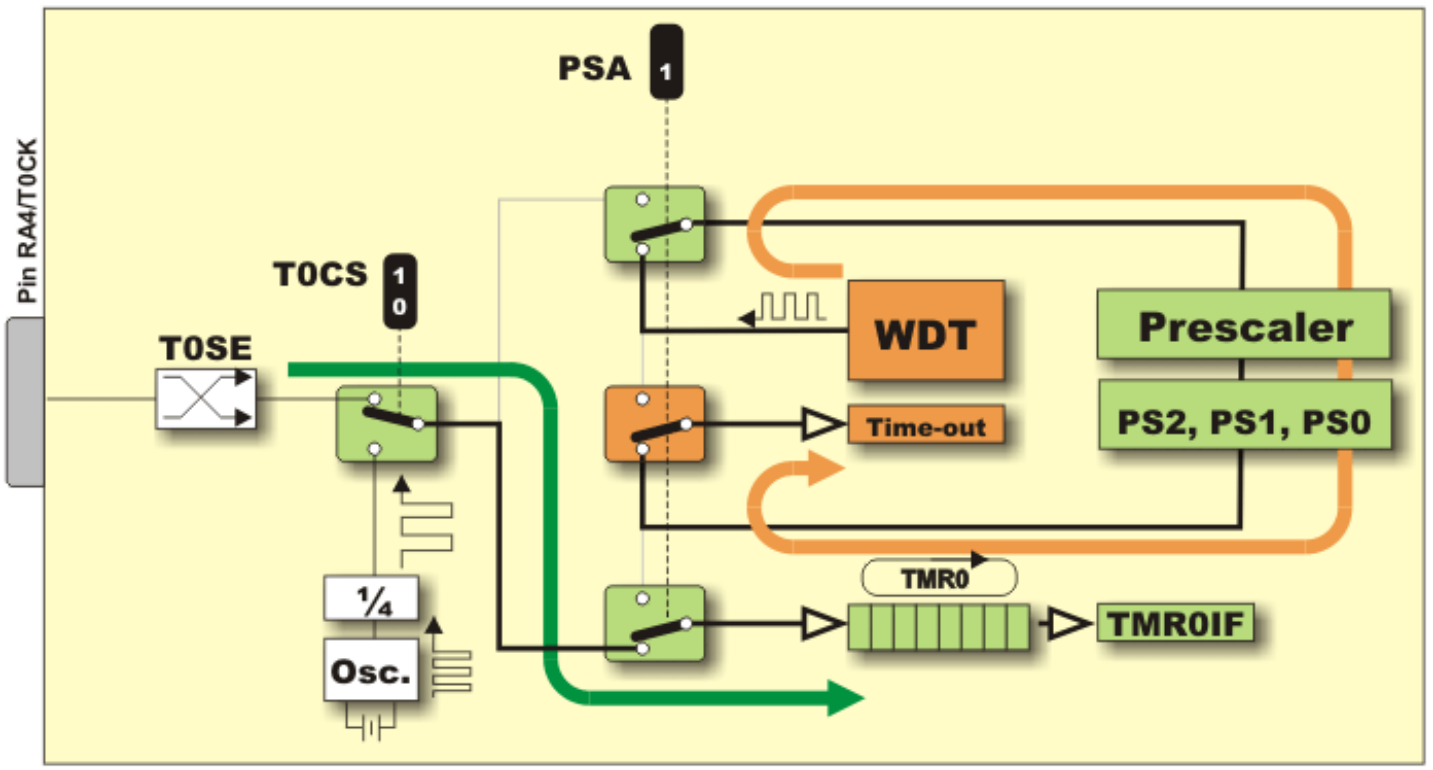 PSA
1
Pin RA4/T0CK
T0CS
1
0
T0SE
WDT
Prescaler
PS2, PS1, PS0
Time-out
¼
TMR0
Osc.
TMR0IF